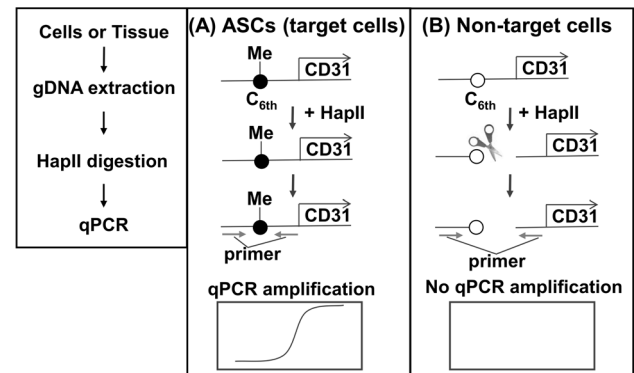 Cells or Tissue
gDNA extraction
HapII digestion
qPCR
(A) ASCs (target cells)
Me
CD31
C6th
+ HapII
Me
CD31
Me
CD31
primer
qPCR amplification
(B) Non-target cells
CD31
C6th
+ HapII
CD31
CD31
primer
No qPCR amplification